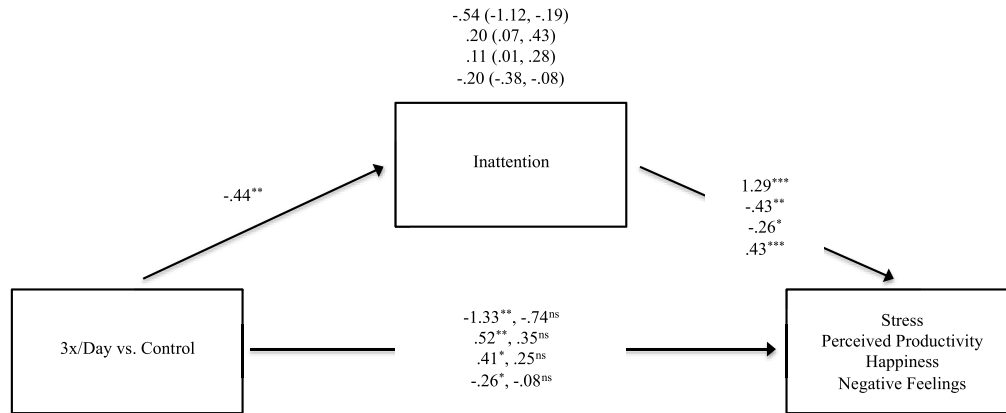 -.54 (-1.12, -.19)
.20 (.07, .43)
.11 (.01, .28)
-.20 (-.38, -.08)
Inattention
-.44**
1.29***
-.43**
-.26*
.43***
3x/Day vs. Control
-1.33**, -.74ns
.52**, .35ns
.41*, .25ns
-.26*, -.08ns
Stress
Perceived Productivity
Happiness
Negative Feelings